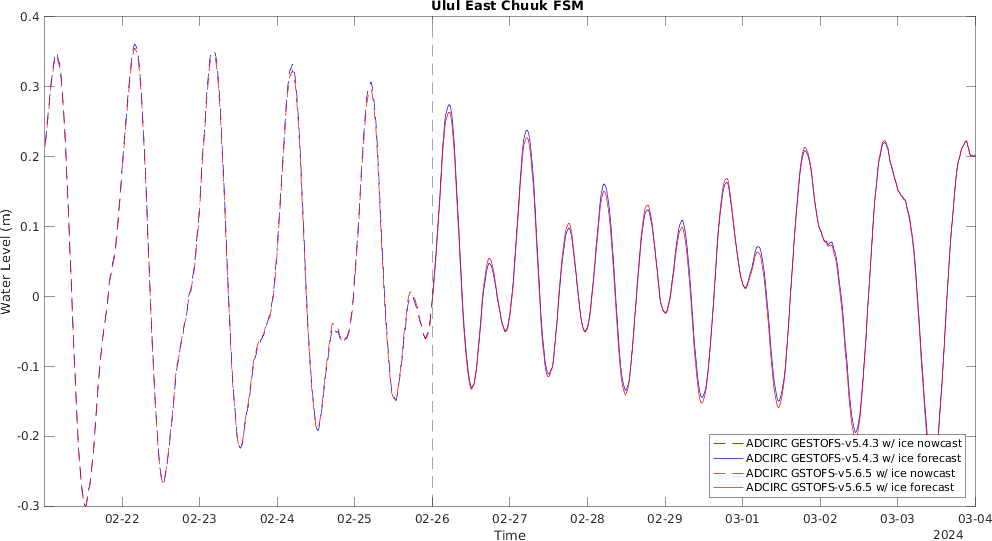 Ulul East Chuuk FSM
0.4
0.3
0.2
0.1
0
-0.1
-0.2
-0.3
Water Level (m)
ADCIRC GESTOFS-v5.4.3 w/ ice nowcast
ADCIRC GESTOFS-v5.4.3 w/ ice forecast
ADCIRC GSTOFS-v5.6.5 w/ ice nowcast
ADCIRC GSTOFS-v5.6.5 w/ ice forecast
02-22 02-23 02-24 02-25 02-26 02-27 02-28 02-29 03-01 03-02 03-03 03-04
Time
2024